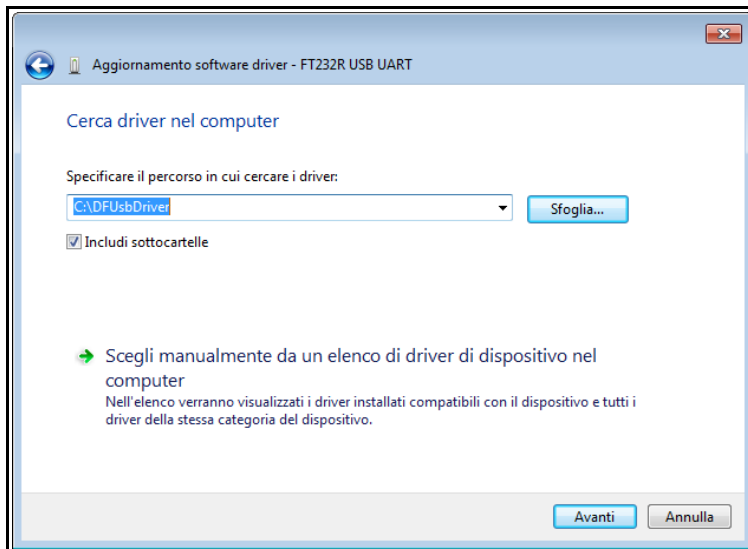 Aggiornamento software driver - FT232R USB UART
Cerca driver nel computer
Specificare il percorso in cui cercare i driver:
C:\DFUsbDriver
Sfoglia...
Includi sottocartelle
Scegli manualmente da un elenco di driver di dispositivo nel
computer
Nell'elenco verranno visualizzati i driver installati compatibili con il dispositivo e tutti i
driver della stessa categoria del dispositivo.
Avanti
Annulla